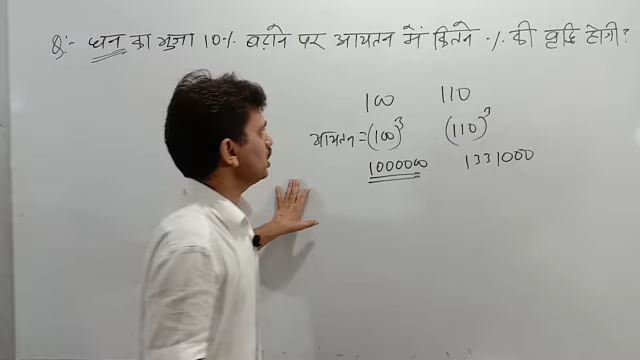 Q:- घन का भुजा 10% बढ़ाने पर आयतन में कितने % की वृद्धि होगी?
100 110
आयतन = (100)³ (110)³
1000000 1331000